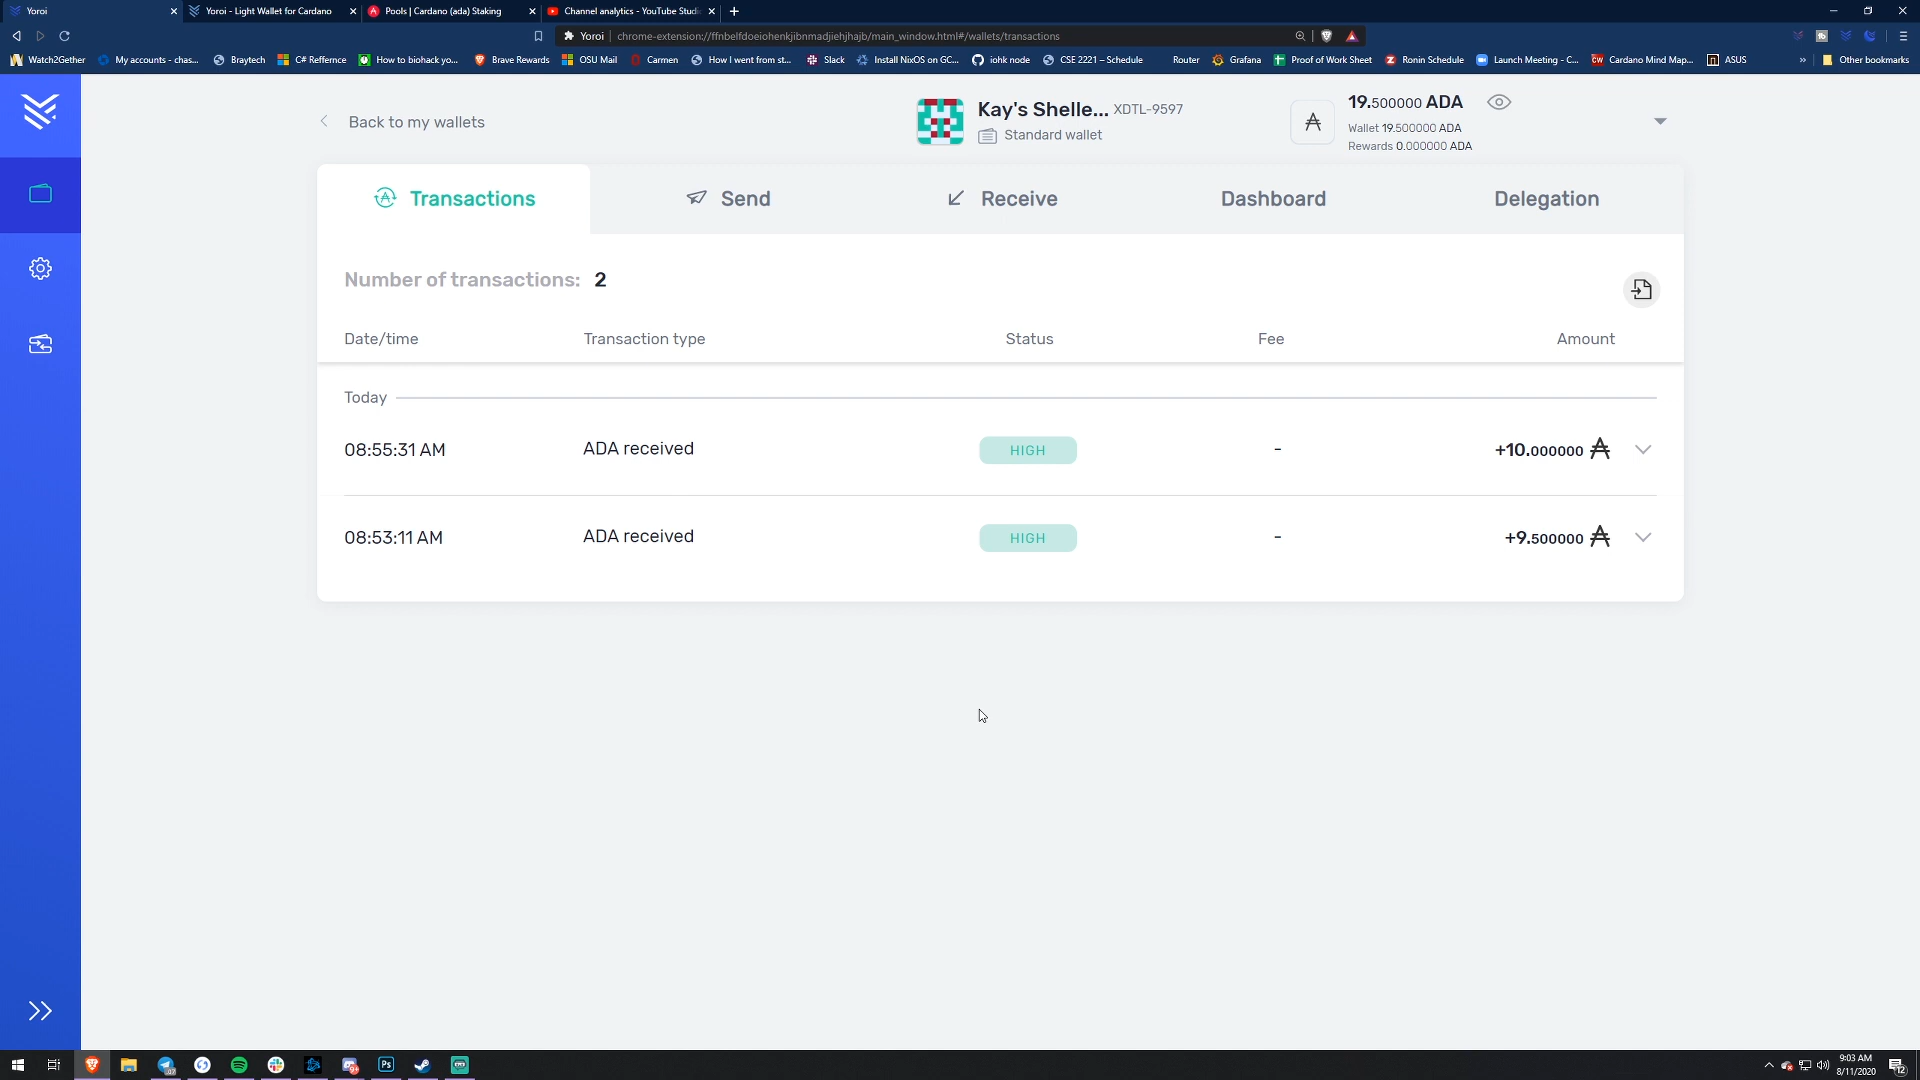 Yoroi
Yoroi - Light Wallet for Cardano
Pools | Cardano (ada) Staking
Channel analytics - YouTube Studi
Yoroi
chrome-extension://ffnbelfdoeiohenkjibnmadjiehjhajb/main_window.html#/wallets/transactions
Watch2Gether
My accounts - chas...
Braytech
C# Reffernce
How to biohack yo...
Brave Rewards
OSU Mail
Carmen
How I went from st...
Slack
Install NixOS on GC...
iohk node
CSE 2221 – Schedule
Router
Grafana
Proof of Work Sheet
Ronin Schedule
Launch Meeting - C...
Cardano Mind Map...
ASUS
Other bookmarks
Back to my wallets
Kay's Shelle... XDTL-9597
Standard wallet
19.500000 ADA
Wallet 19.500000 ADA
Rewards 0.000000 ADA
Transactions
Send
Receive
Dashboard
Delegation
Number of transactions: 2
Date/time
Transaction type
Status
Fee
Amount
Today
08:55:31 AM
ADA received
HIGH
-
+10.000000
08:53:11 AM
ADA received
HIGH
-
+9.500000
9:03 AM
8/11/2020